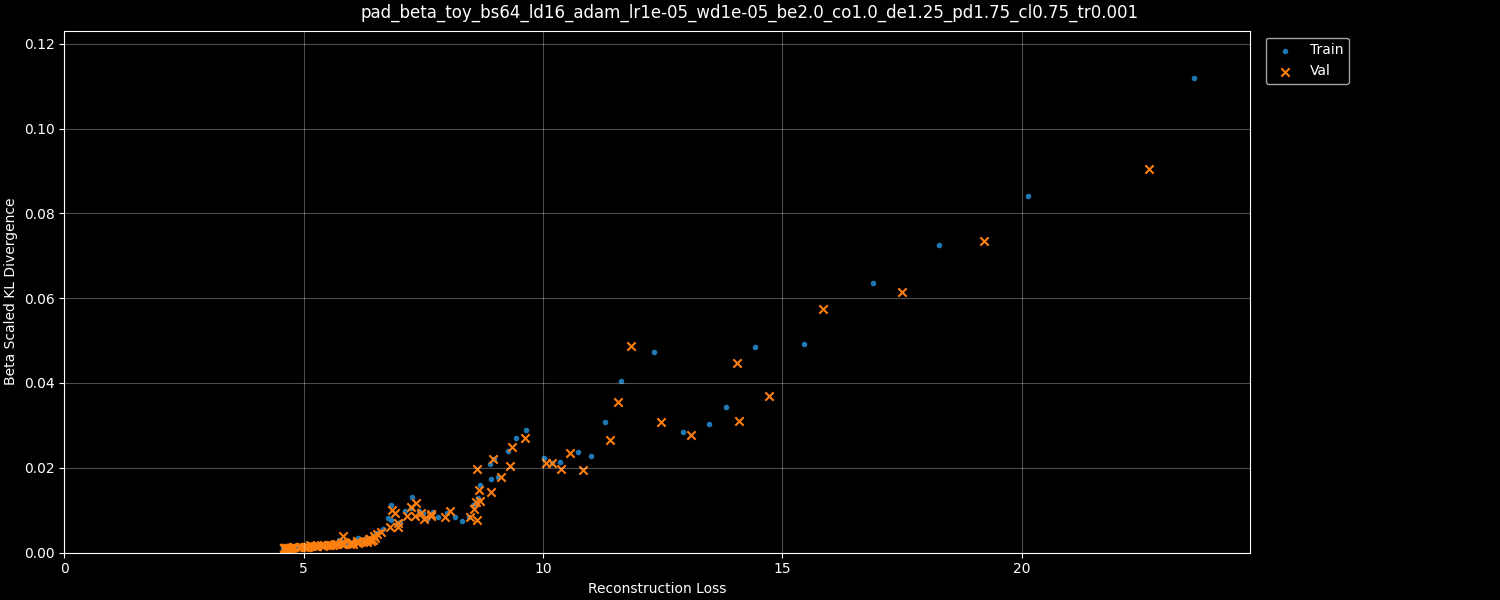 pad_beta_toy_bs64_ld16_adam_lr1e-05_wd1e-05_be2.0_co1.0_de1.25_pd1.75_cl0.75_tr0.001
Train
Val
0.12
0.10
0.08
0.06
0.04
0.02
0.00
Beta Scaled KL Divergence
0
5
10
15
20
Reconstruction Loss